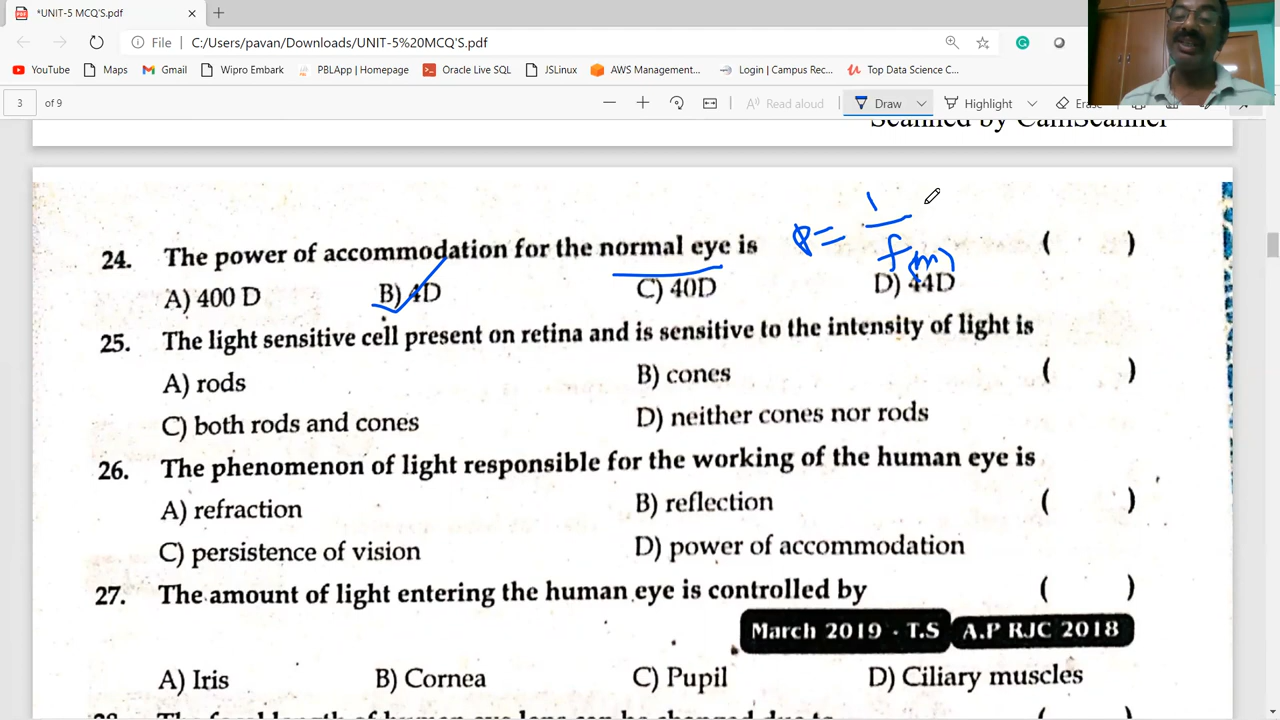 *UNIT-5 MCQ'S.pdf
File C:/Users/pavan/Downloads/UNIT-5%20MCQ'S.pdf
YouTube Maps Gmail Wipro Embark PBLApp | Homepage Oracle Live SQL JSLinux AWS Management... Login | Campus Rec... Top Data Science C...
3 of 9 Read aloud Draw Highlight Erase
Scanned by CamScanner
24. The power of accommodation for the normal eye is ( )
P = 1 / f(m)
A) 400 D B) 4D C) 40D D) 44D
25. The light sensitive cell present on retina and is sensitive to the intensity of light is
A) rods B) cones ( )
C) both rods and cones D) neither cones nor rods
26. The phenomenon of light responsible for the working of the human eye is
A) refraction B) reflection ( )
C) persistence of vision D) power of accommodation
27. The amount of light entering the human eye is controlled by ( )
March 2019 - T.S A.P RJC 2018
A) Iris B) Cornea C) Pupil D) Ciliary muscles